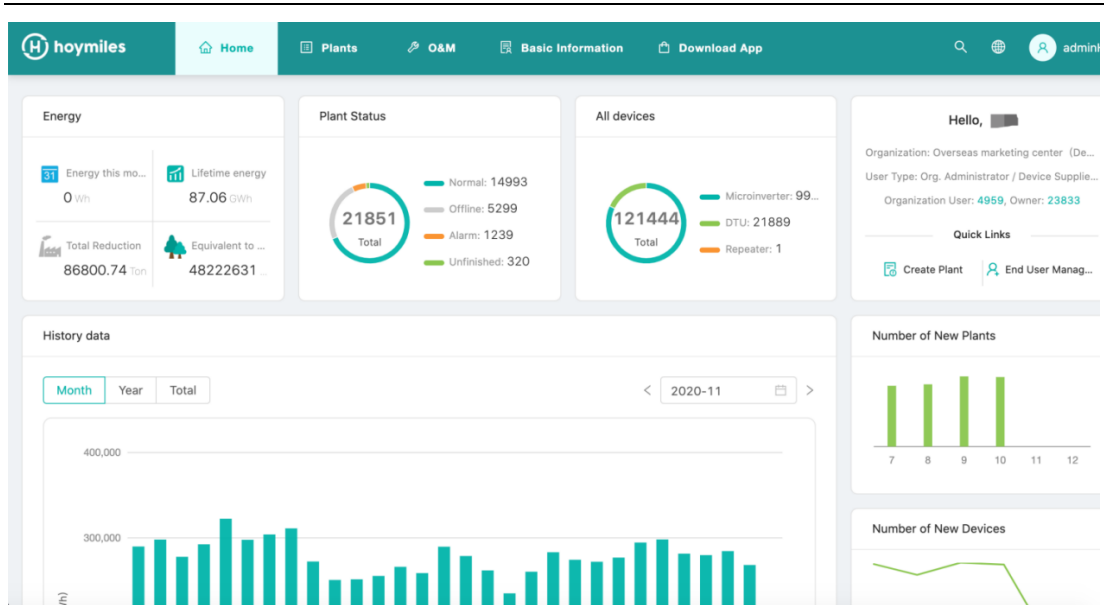 hoymiles
Home
Plants
O&M
Basic Information
Download App
Energy
31
Energy this mo...
0 Wh
Lifetime energy
87.06 GWh
Total Reduction
86800.74 Ton
Equivalent to ...
48222631 ...
Plant Status
21851
Total
Normal: 14993
Offline: 5299
Alarm: 1239
Unfinished: 320
All devices
121444
Total
Microinverter: 99...
DTU: 21889
Repeater: 1
Hello,
Organization: Overseas marketing center (De...
User Type: Org. Administrator / Device Supplie...
Organization User: 4959, Owner: 23833
Quick Links
Create Plant
End User Manag...
History data
Month Year Total
< 2020-11 >
400,000
300,000
Number of New Plants
7 8 9 10 11 12
Number of New Devices